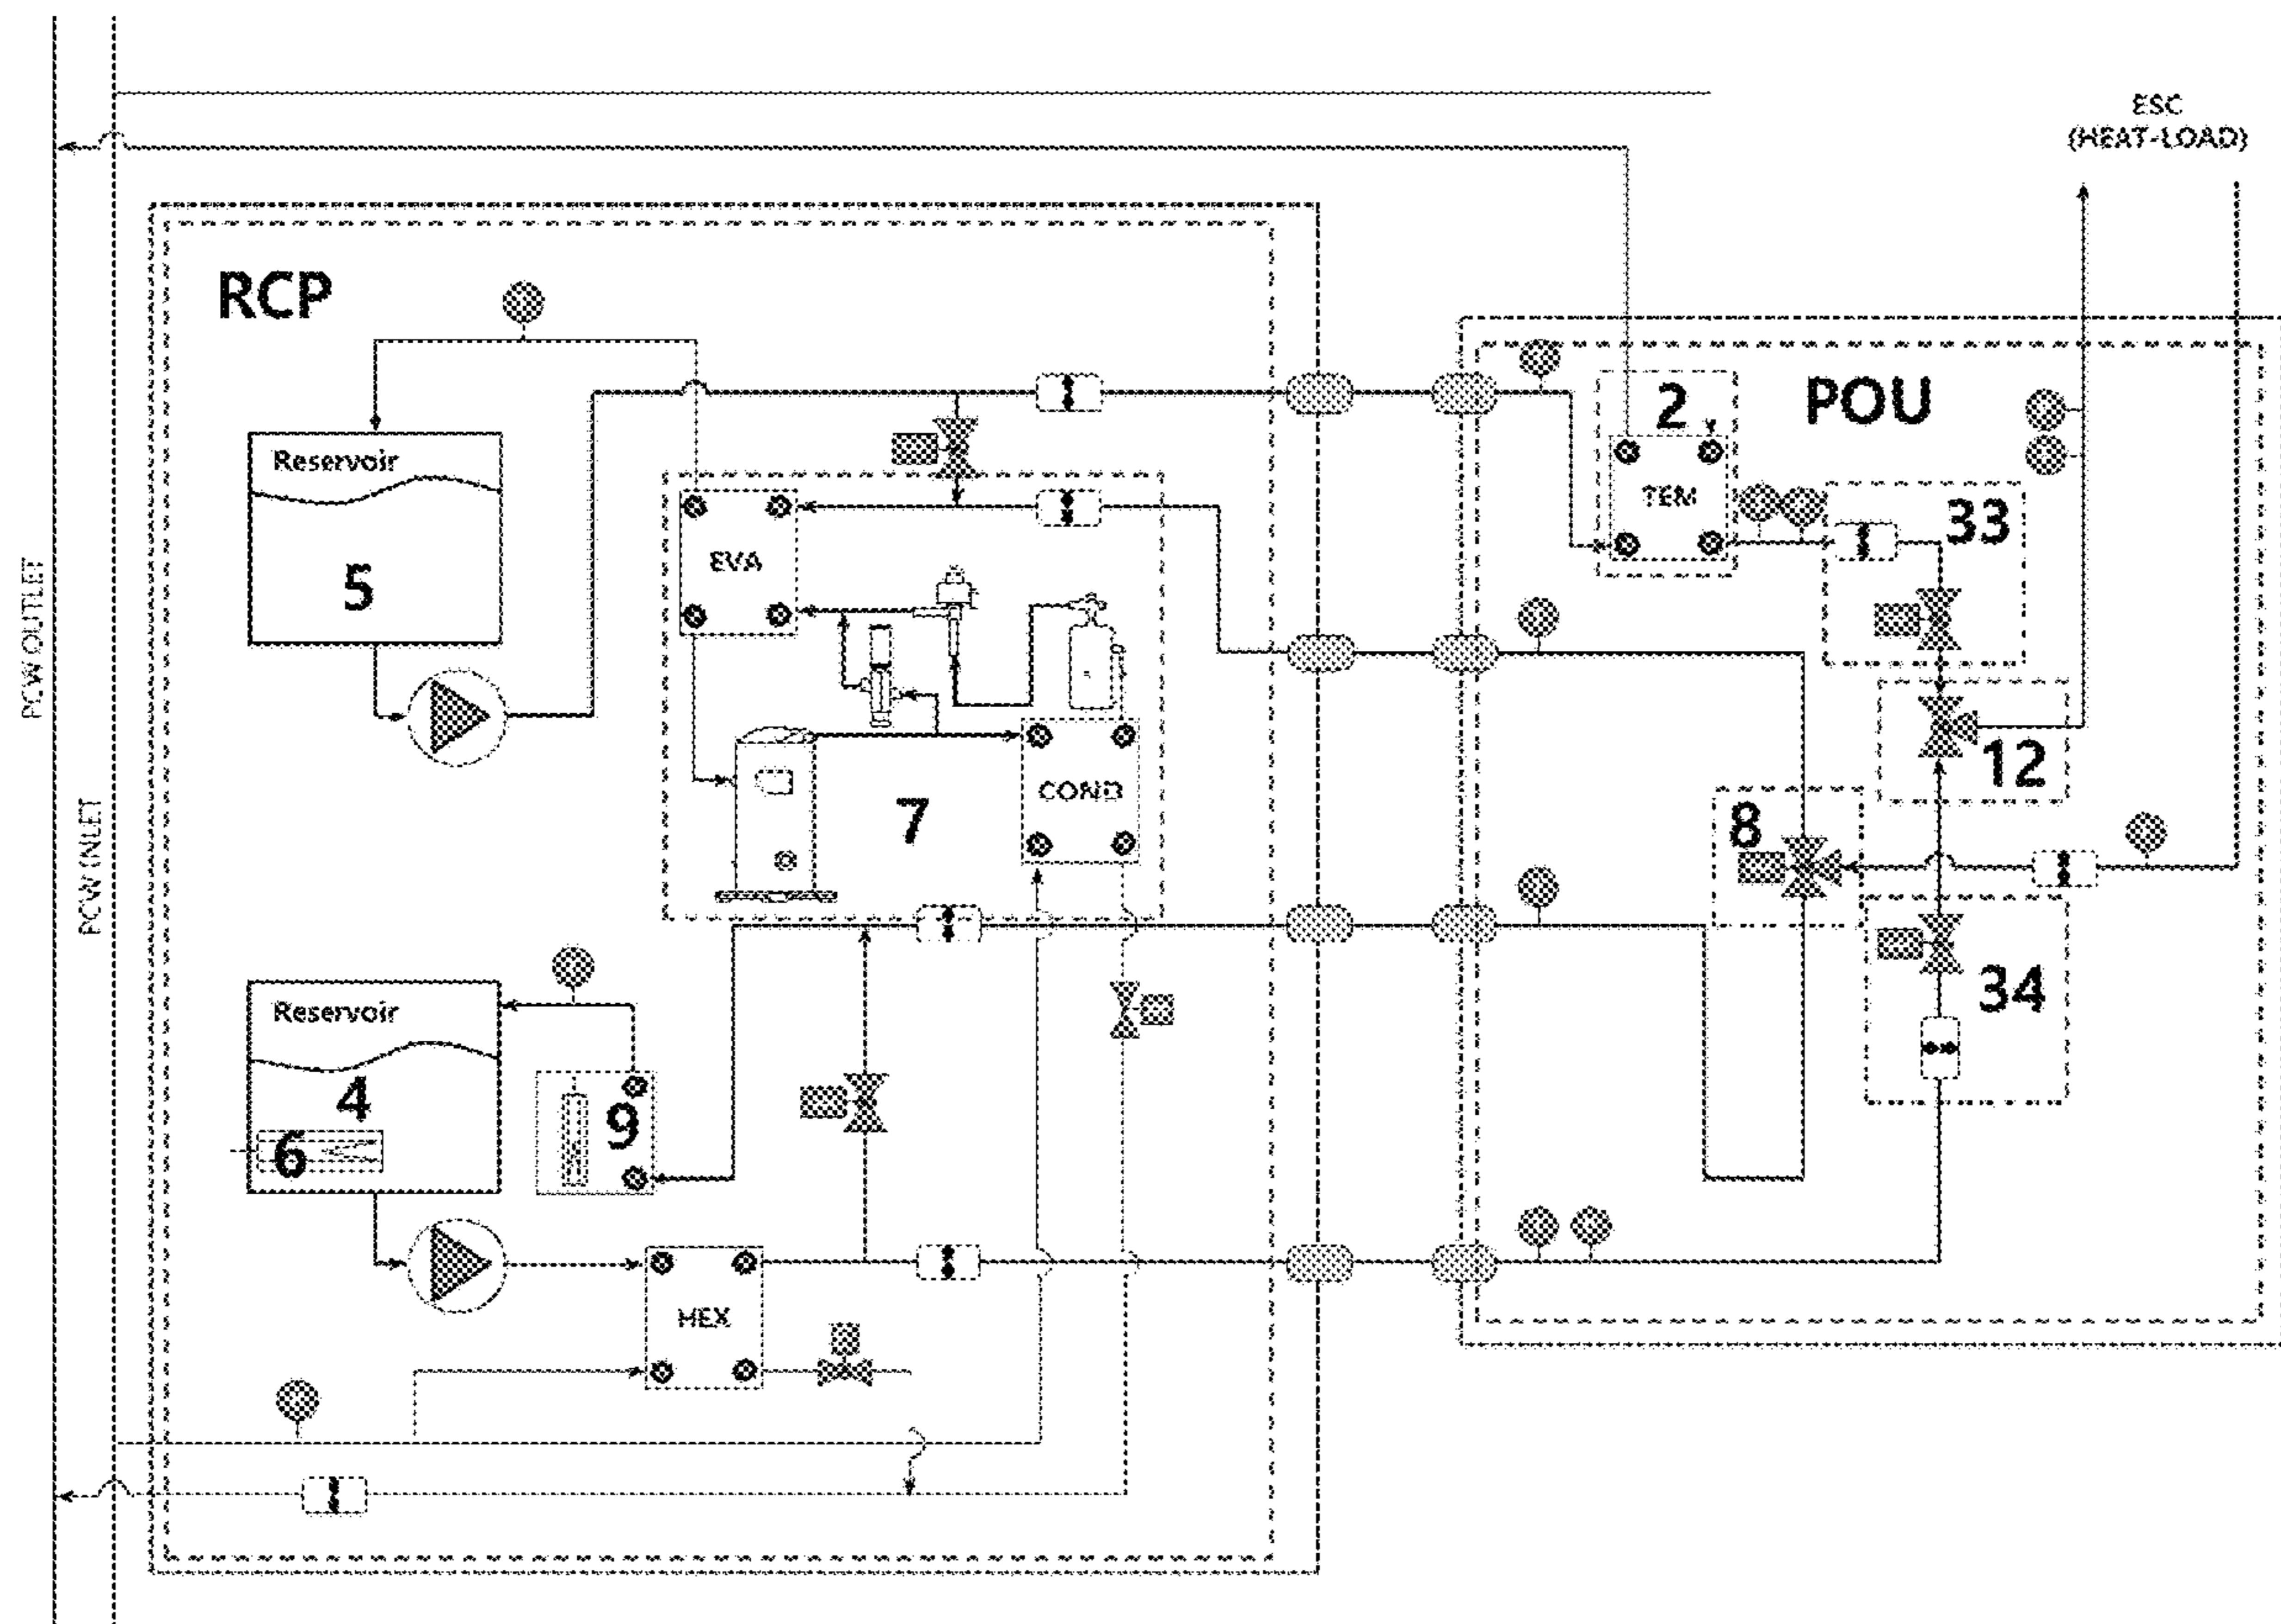 ESC
(HEAT-LOAD)
RCP
POU
2
TEM
33
Reservoir
5
EVA
PCW OUTLET
PCW INLET
12
7
COND
8
34
Reservoir
4
6
9
HEX